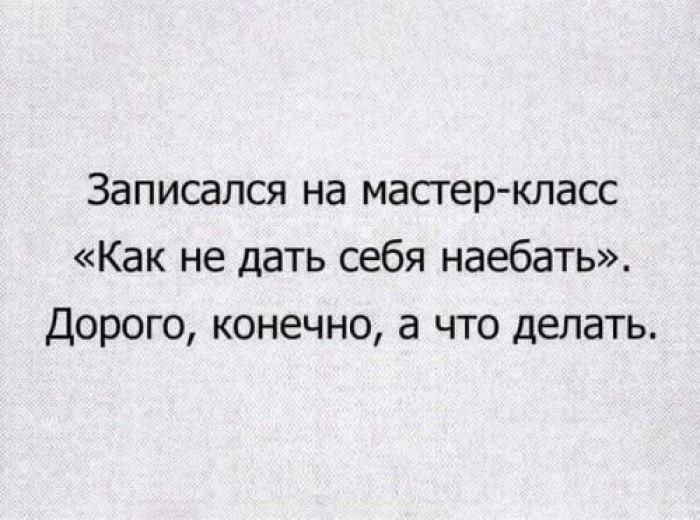 Записался на мастер-класс
«Как не дать себя наебать».
Дорого, конечно, а что делать.